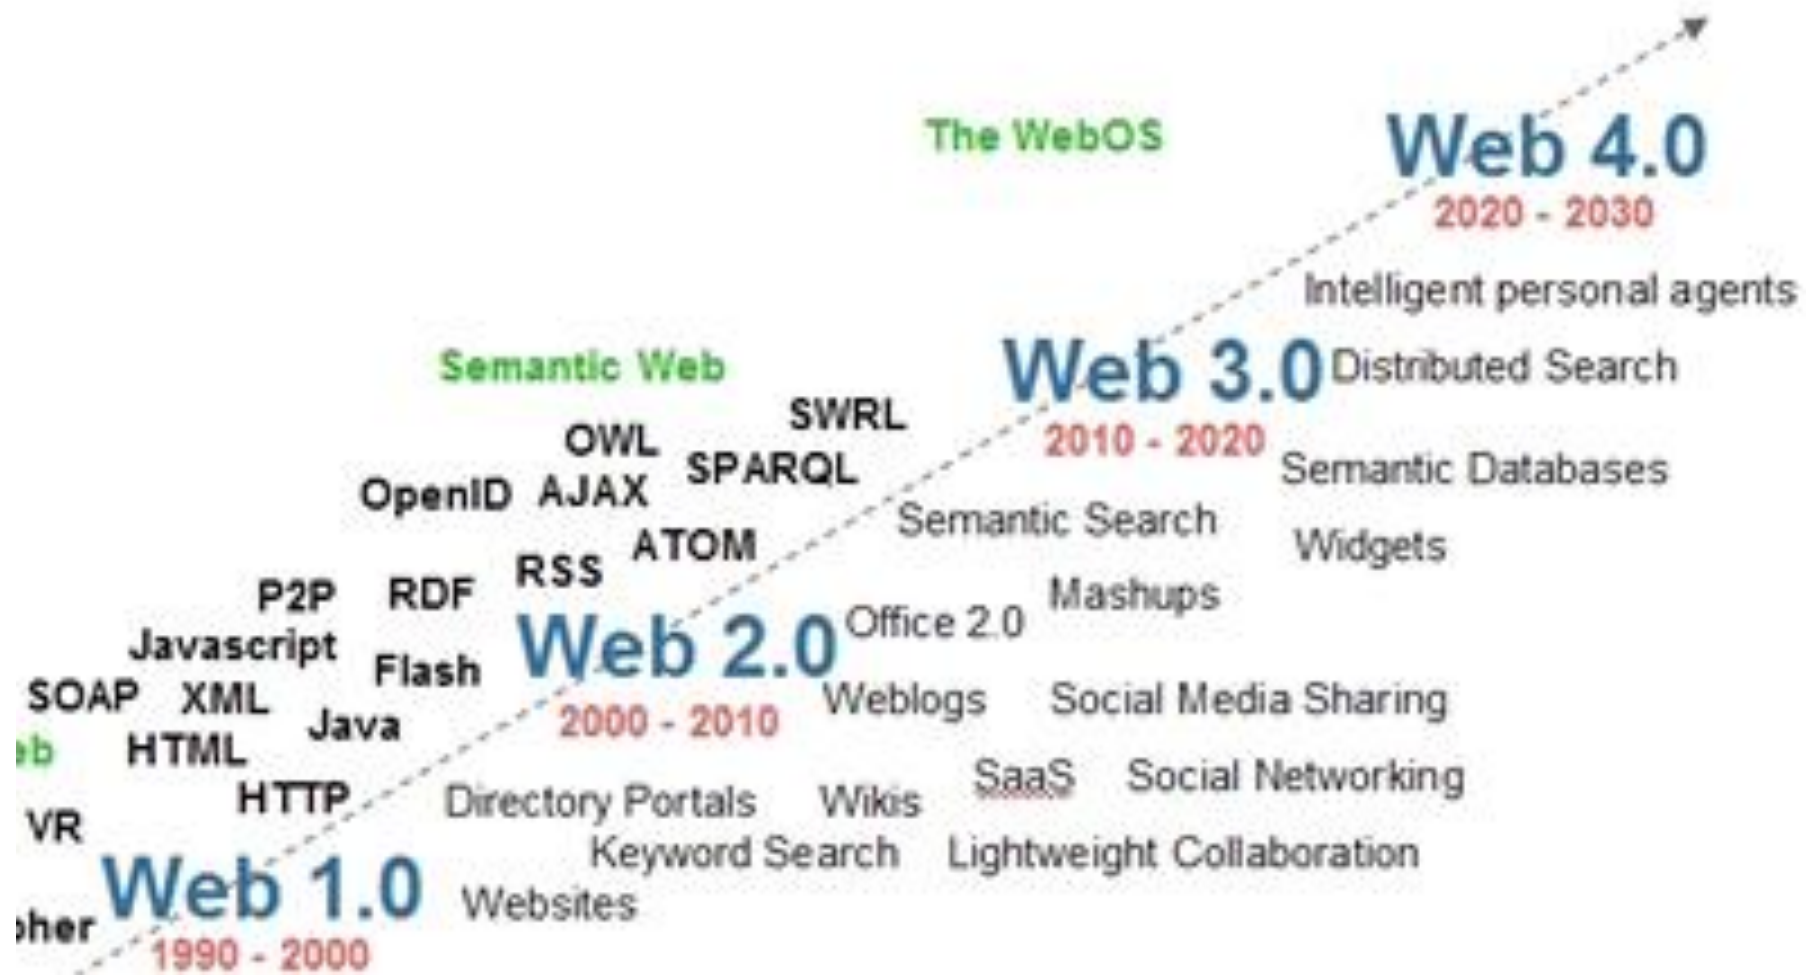 The WebOS
Web 4.0
2020 - 2030
Intelligent personal agents
Semantic Web
Web 3.0
Distributed Search
SWRL
OWL
2010 - 2020
SPARQL
Semantic Databases
OpenID
AJAX
Semantic Search
ATOM
Widgets
RSS
P2P
RDF
Mashups
Office 2.0
Javascript
Web 2.0
Flash
SOAP
XML
Weblogs
Social Media Sharing
Java
2000 - 2010
HTML
SaaS
Social Networking
HTTP
Directory Portals
Wikis
VR
Keyword Search
Lightweight Collaboration
Web 1.0
Websites
1990 - 2000